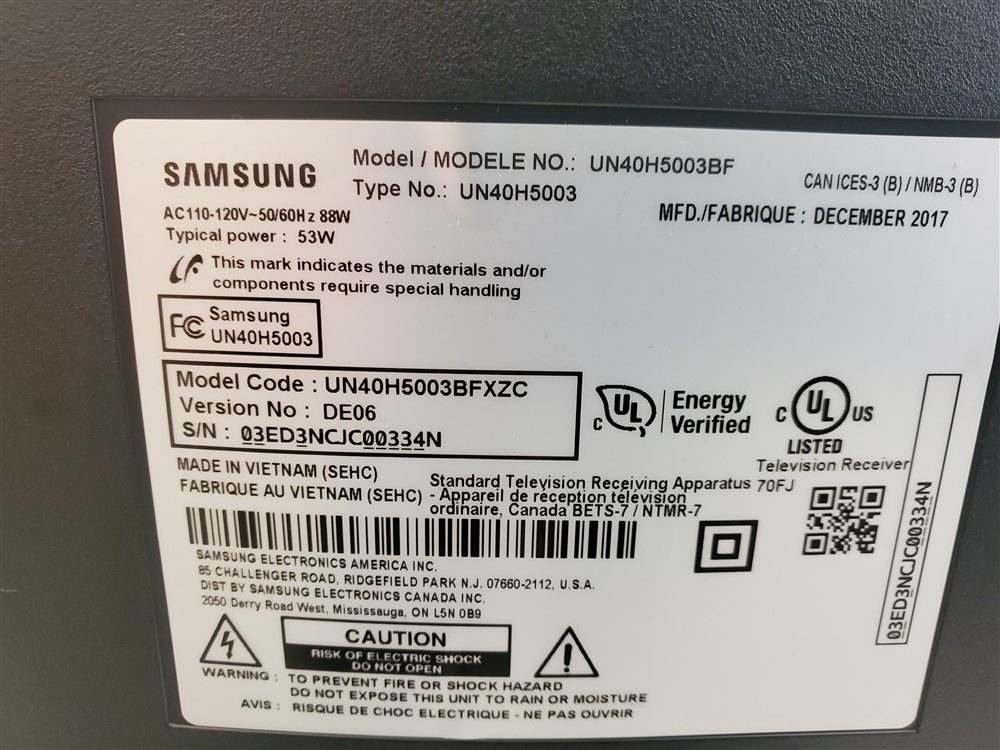 SAMSUNG
Model / MODELE NO.: UN40H5003BF
Type No.: UN40H5003
CAN ICES-3 (B) / NMB-3 (B)
MFD./FABRIQUE : DECEMBER 2017
AC110-120V~50/60Hz 88W
Typical power : 53W
This mark indicates the materials and/or
components require special handling
FC Samsung
UN40H5003
Model Code : UN40H5003BFXZC
Version No : DE06
S/N : 03ED3NCJC00334N
C UL Energy
Verified
C UL US
LISTED
Television Receiver
70FJ
MADE IN VIETNAM (SEHC)
FABRIQUE AU VIETNAM (SEHC)
Standard Television Receiving Apparatus
- Appareil de réception télévision
ordinaire, Canada BETS-7 / NTMR-7
03ED3NCJC00334N
SAMSUNG ELECTRONICS AMERICA INC.
85 CHALLENGER ROAD, RIDGEFIELD PARK N.J. 07660-2112, U.S.A.
DIST BY SAMSUNG ELECTRONICS CANADA INC.
2050 Derry Road West, Mississauga, ON L5N 0B9
CAUTION
RISK OF ELECTRIC SHOCK
DO NOT OPEN
WARNING : TO PREVENT FIRE OR SHOCK HAZARD
DO NOT EXPOSE THIS UNIT TO RAIN OR MOISTURE
AVIS : RISQUE DE CHOC ELECTRIQUE - NE PAS OUVRIR